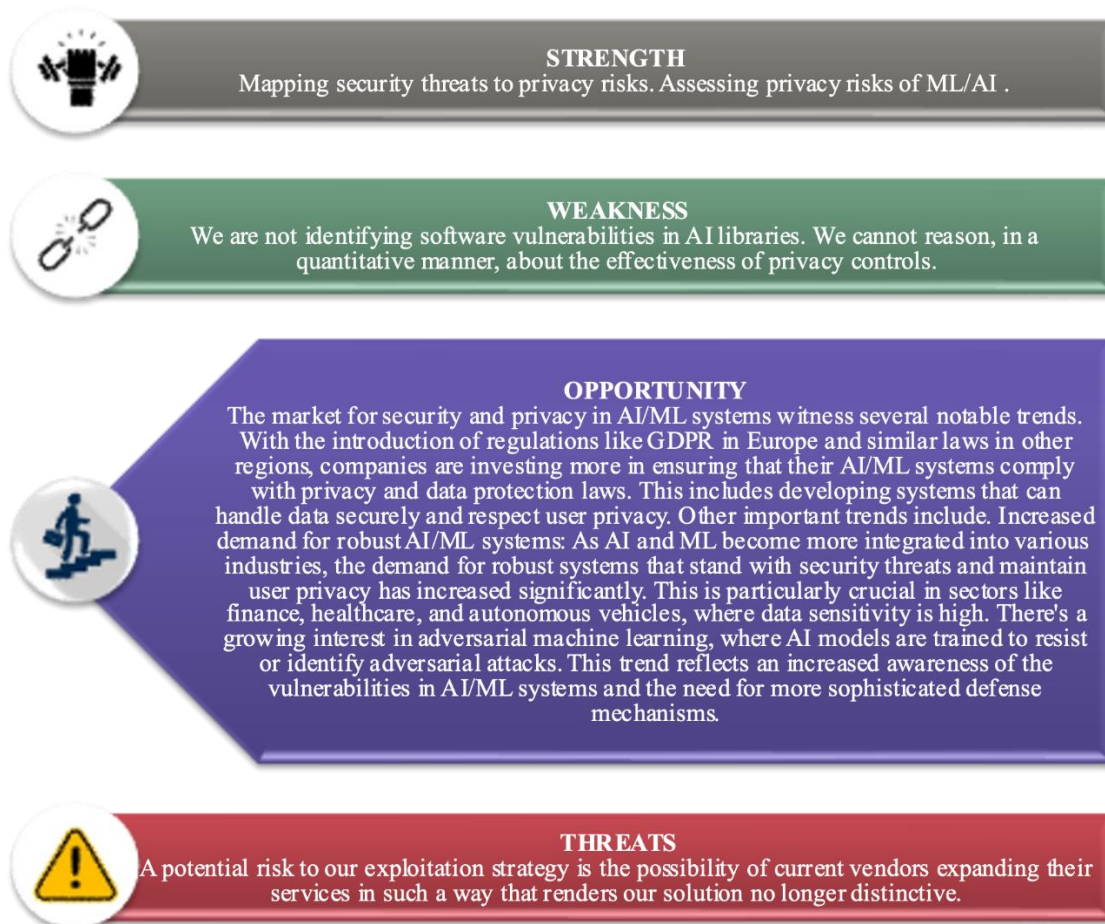 STRENGTH
Mapping security threats to privacy risks. Assessing privacy risks of ML/AI .
WEAKNESS
We are not identifying software vulnerabilities in AI libraries. We cannot reason, in a
quantitative manner, about the effectiveness of privacy controls.
OPPORTUNITY
The market for security and privacy in AI/ML systems witness several notable trends.
With the introduction of regulations like GDPR in Europe and similar laws in other
regions, companies are investing more in ensuring that their AI/ML systems comply
with privacy and data protection laws. This includes developing systems that can
handle data securely and respect user privacy. Other important trends include. Increased
demand for robust AI/ML systems: As AI and ML become more integrated into various
industries, the demand for robust systems that stand with security threats and maintain
user privacy has increased significantly. This is particularly crucial in sectors like
finance, healthcare, and autonomous vehicles, where data sensitivity is high. There's a
growing interest in adversarial machine learning, where AI models are trained to resist
or identify adversarial attacks. This trend reflects an increased awareness of the
vulnerabilities in AI/ML systems and the need for more sophisticated defense
mechanisms.
THREATS
A potential risk to our exploitation strategy is the possibility of current vendors expanding their
services in such a way that renders our solution no longer distinctive.